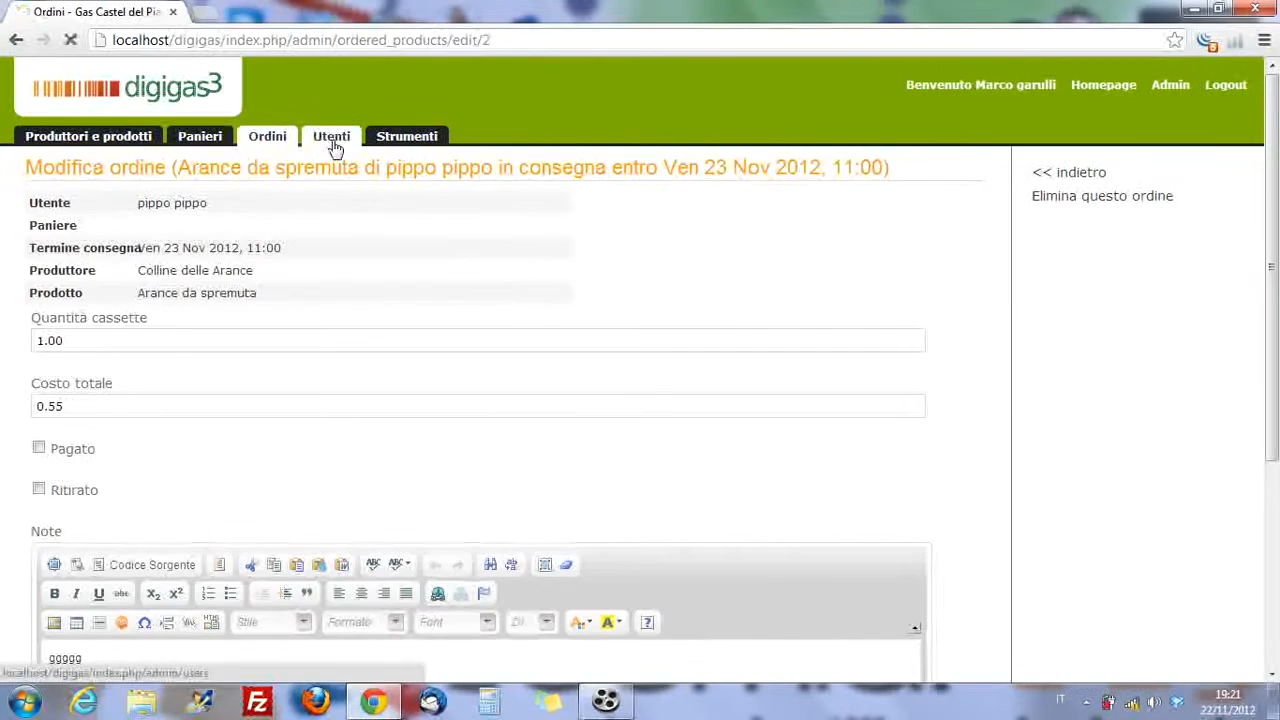 Ordini - Gas Castel del Pia
localhost/digigas/index.php/admin/ordered_products/edit/2
digigas3
Benvenuto Marco garulli Homepage Admin Logout
Produttori e prodotti Panieri Ordini Utenti Strumenti
Modifica ordine (Arance da spremuta di pippo pippo in consegna entro Ven 23 Nov 2012, 11:00)
<< indietro
Elimina questo ordine
Utente pippo pippo
Paniere
Termine consegna Ven 23 Nov 2012, 11:00
Produttore Colline delle Arance
Prodotto Arance da spremuta
Quantità cassette
1.00
Costo totale
0.55
Pagato
Ritirato
Note
Codice Sorgente
Stile Formato Font Di
ggggg
localhost/digigas/index.php/admin/users
IT
19:21
22/11/2012